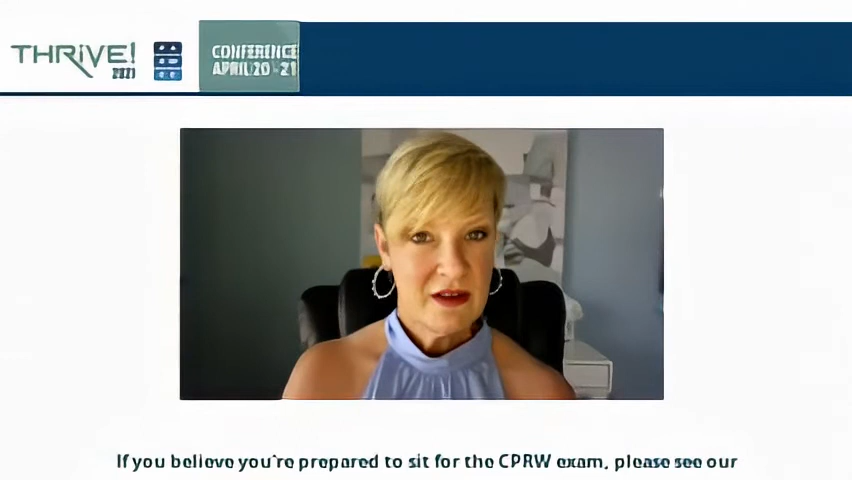 THRIVE!
2021
CONFERENCE
APRIL 20 - 21
If you believe you're prepared to sit for the CPRW exam, please see our